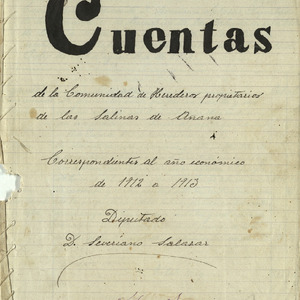 Cuentas
de la Comunidad de Herederos propietarios
de las Salinas de Añana
Correspondientes al año económico
de 1912 a 1913
Diputado
D. Severiano Salazar